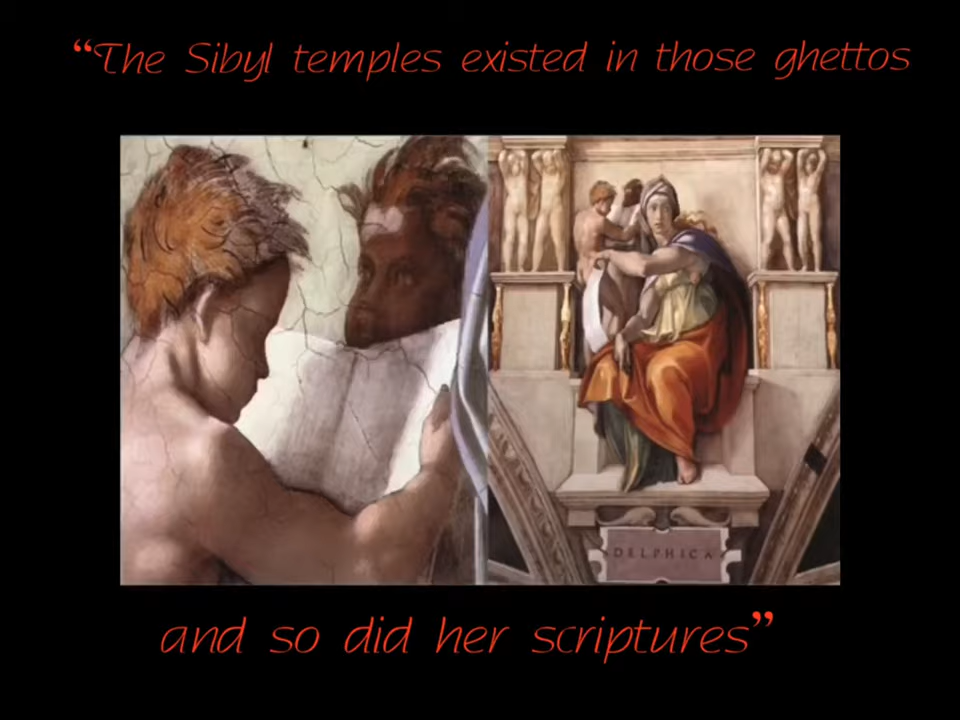 “The Sibyl temples existed in those ghettos
DELPHICA
and so did her scriptures”